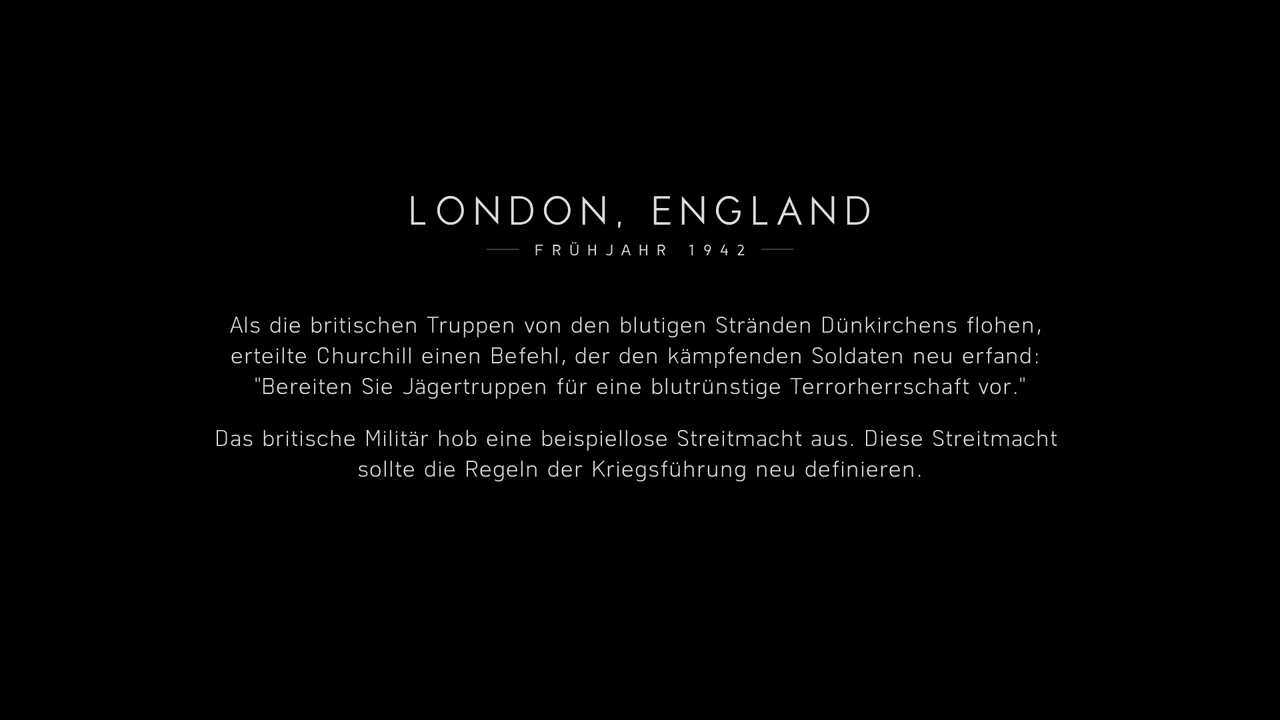 LONDON, ENGLAND
FRÜHJAHR 1942
Als die britischen Truppen von den blutigen Stränden Dünkirchens flohen,
erteilte Churchill einen Befehl, der den kämpfenden Soldaten neu erfand:
"Bereiten Sie Jägertruppen für eine blutrünstige Terrorherrschaft vor."
Das britische Militär hob eine beispiellose Streitmacht aus. Diese Streitmacht
sollte die Regeln der Kriegsführung neu definieren.